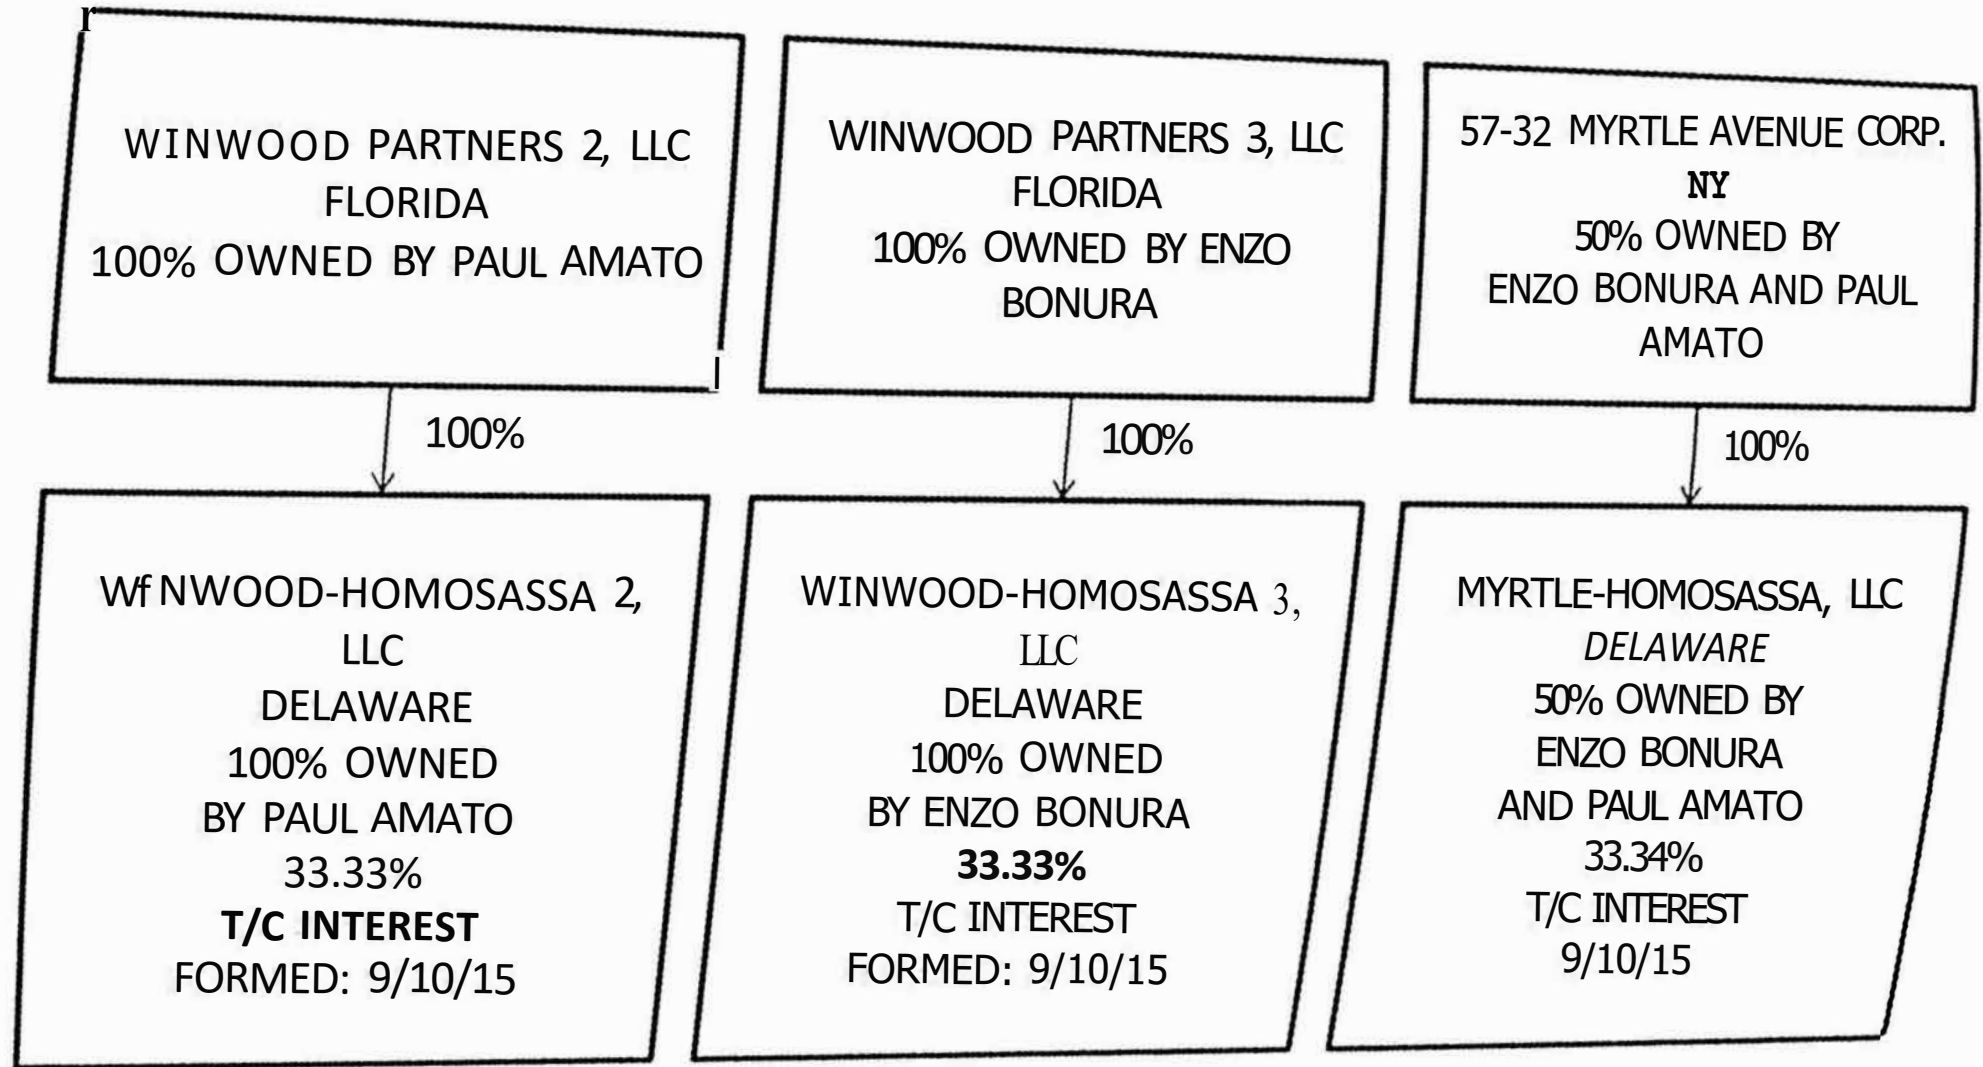 WINWOOD PARTNERS 2, LLC
FLORIDA
100% OWNED BY PAUL AMATO
WINWOOD PARTNERS 3, LLC
FLORIDA
100% OWNED BY ENZO
BONURA
57-32 MYRTLE AVENUE CORP.
NY
50% OWNED BY
ENZO BONURA AND PAUL
AMATO
100%
100%
100%
Wf NWOOD-HOMOSASSA 2,
LLC
DELAWARE
100% OWNED
BY PAUL AMATO
33.33%
T/C INTEREST
FORMED: 9/10/15
WINWOOD-HOMOSASSA 3,
LLC
DELAWARE
100% OWNED
BY ENZO BONURA
33.33%
T/C INTEREST
FORMED: 9/10/15
MYRTLE-HOMOSASSA, LLC
DELAWARE
50% OWNED BY
ENZO BONURA
AND PAUL AMATO
33.34%
T/C INTEREST
9/10/15